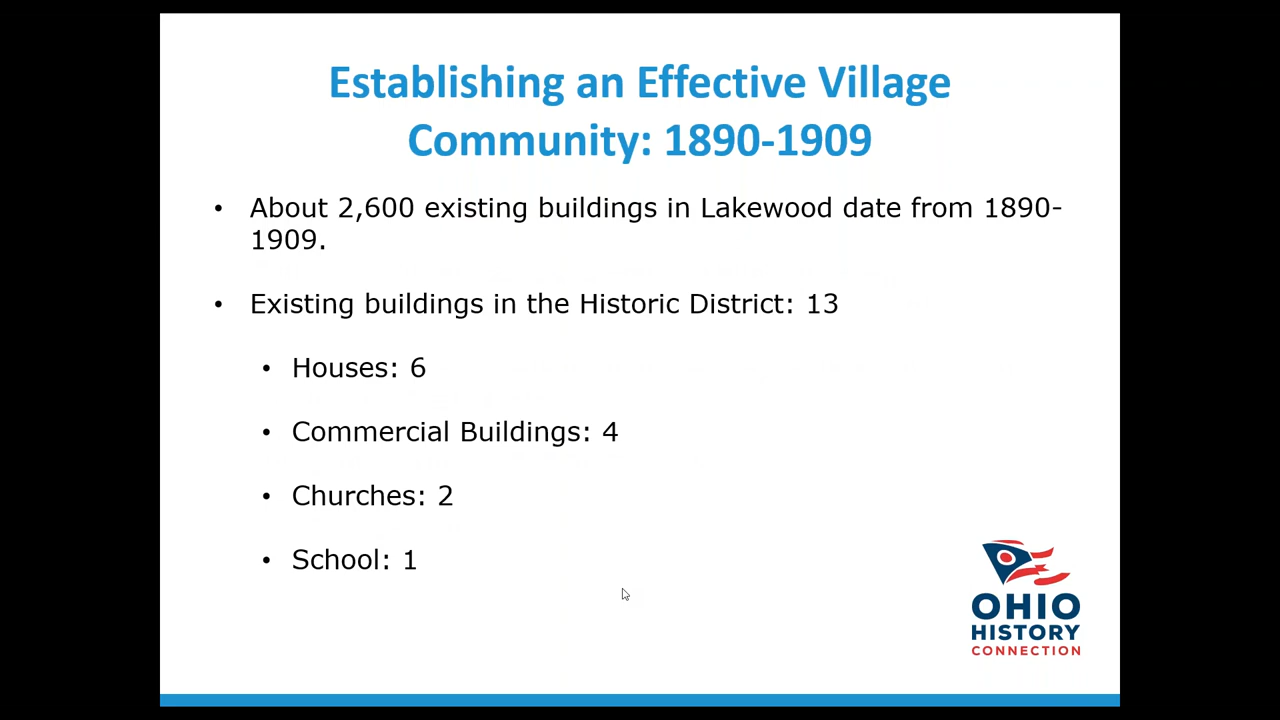 Establishing an Effective Village
Community: 1890-1909
• About 2,600 existing buildings in Lakewood date from 1890-
1909.
• Existing buildings in the Historic District: 13
• Houses: 6
• Commercial Buildings: 4
• Churches: 2
• School: 1
OHIO
HISTORY
CONNECTION